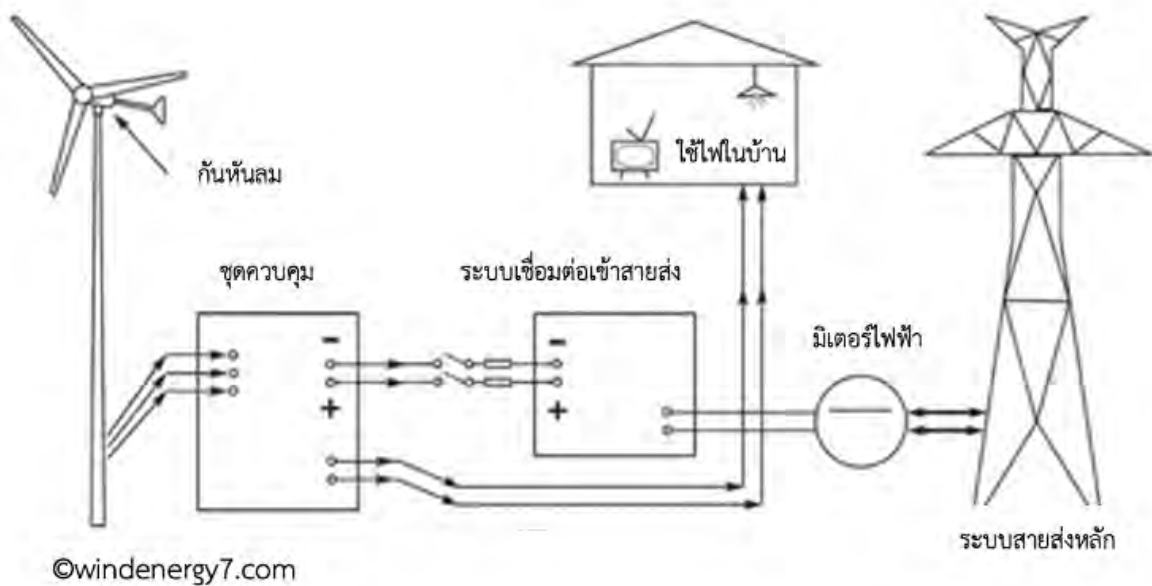 กันหันลม
ใช้ไฟในบ้าน
ชุดควบคุม
ระบบเชื่อมต่อเข้าสายส่ง
มิเตอร์ไฟฟ้า
- -
+ +
ระบบสายส่งหลัก
©windenergy7.com